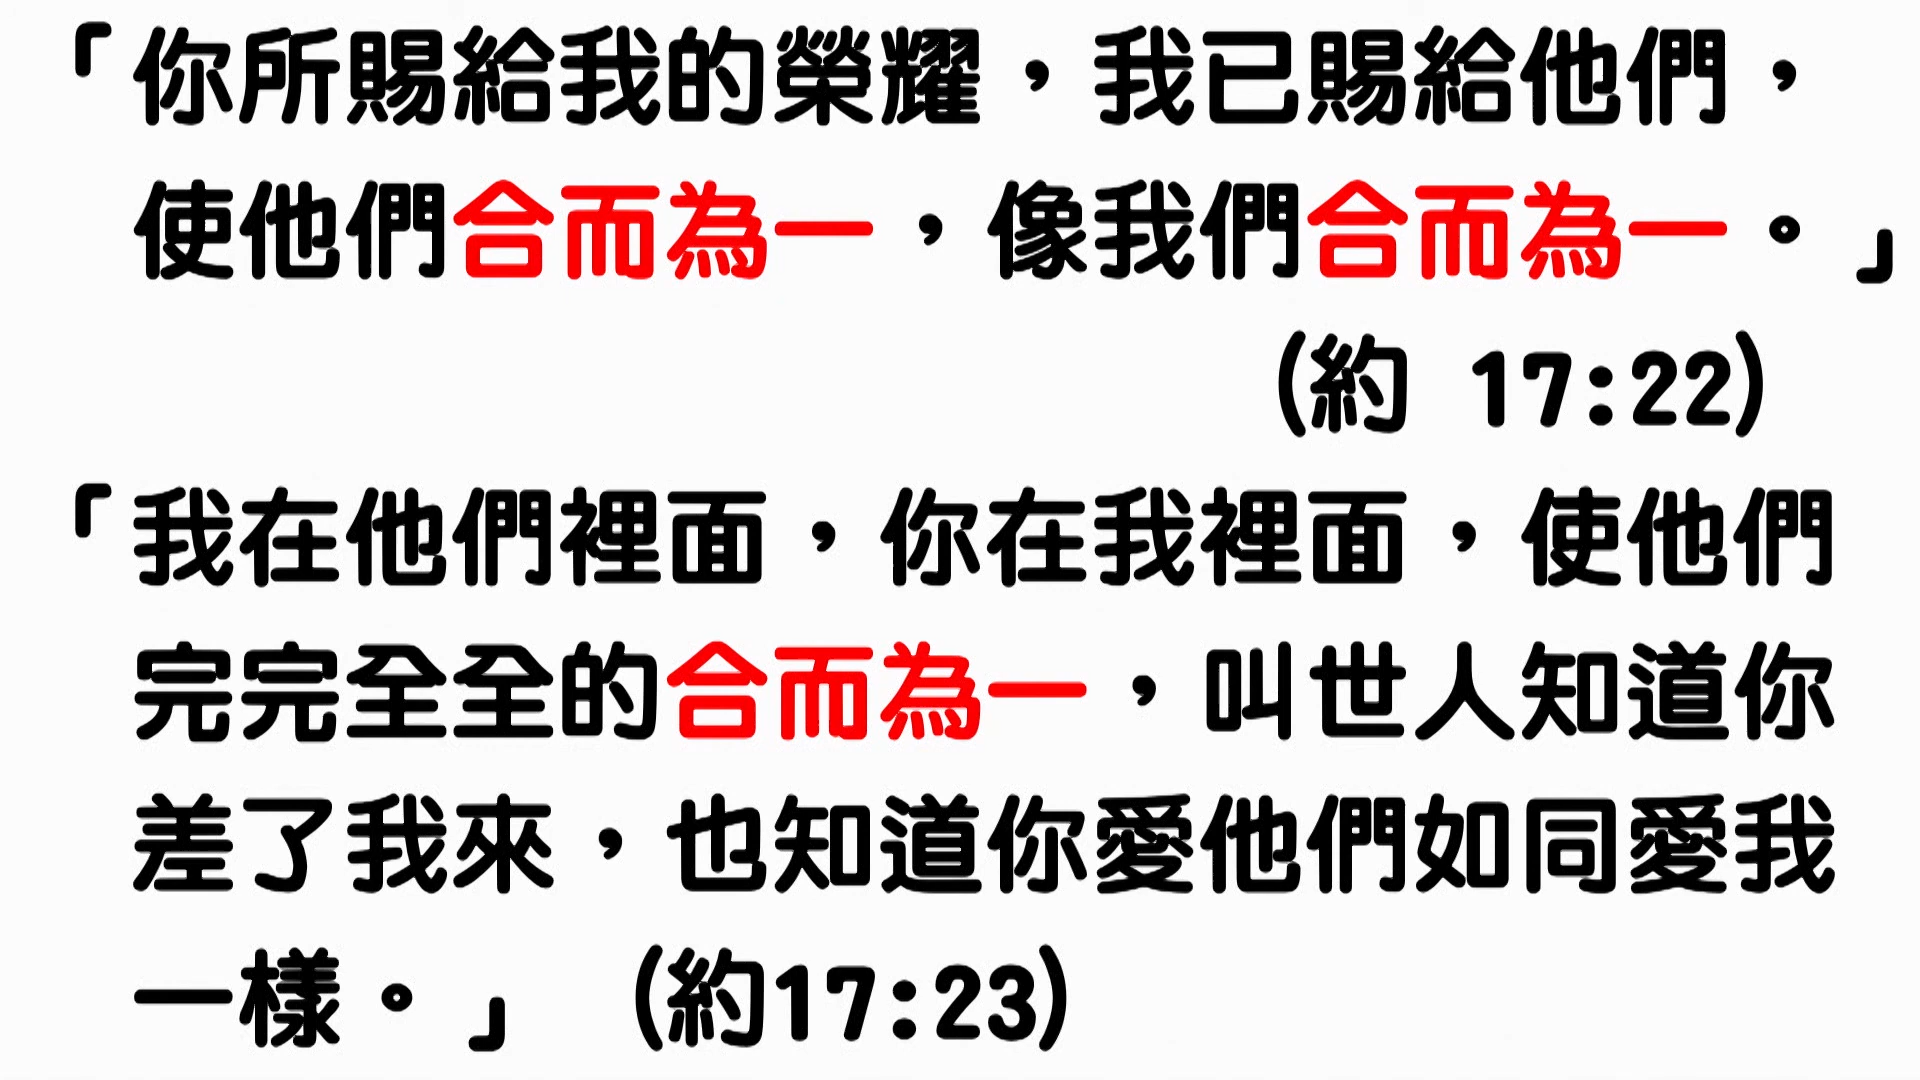 「你所賜給我的榮耀，我已賜給他們，
使他們合而為一，像我們合而為一。」
(約 17:22)
「我在他們裡面，你在我裡面，使他們
完完全全的合而為一，叫世人知道你
差了我來，也知道你愛他們如同愛我
一樣。」 (約17:23)